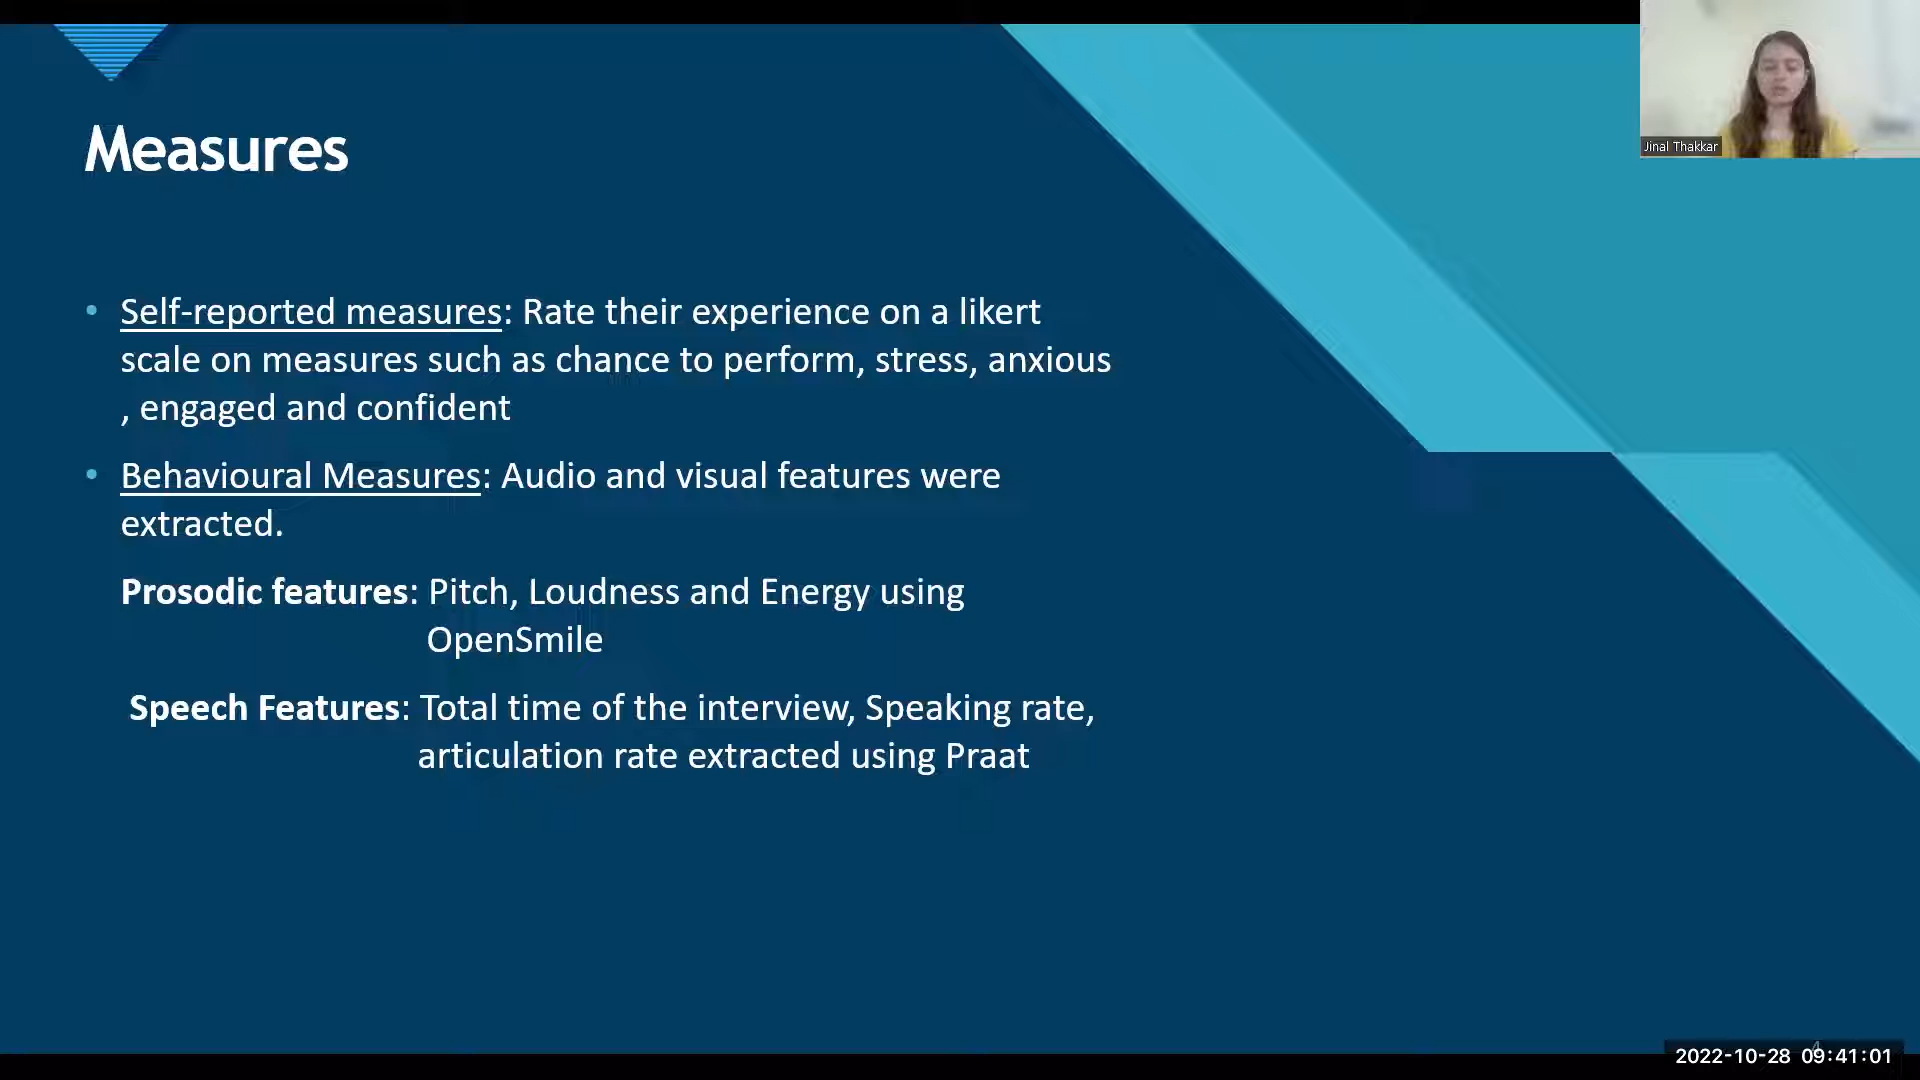 Jinal Thakkar
Measures
• Self-reported measures: Rate their experience on a likert
scale on measures such as chance to perform, stress, anxious
, engaged and confident
• Behavioural Measures: Audio and visual features were
extracted.
Prosodic features: Pitch, Loudness and Energy using
OpenSmile
Speech Features: Total time of the interview, Speaking rate,
articulation rate extracted using Praat
4
2022-10-28 09:41:01